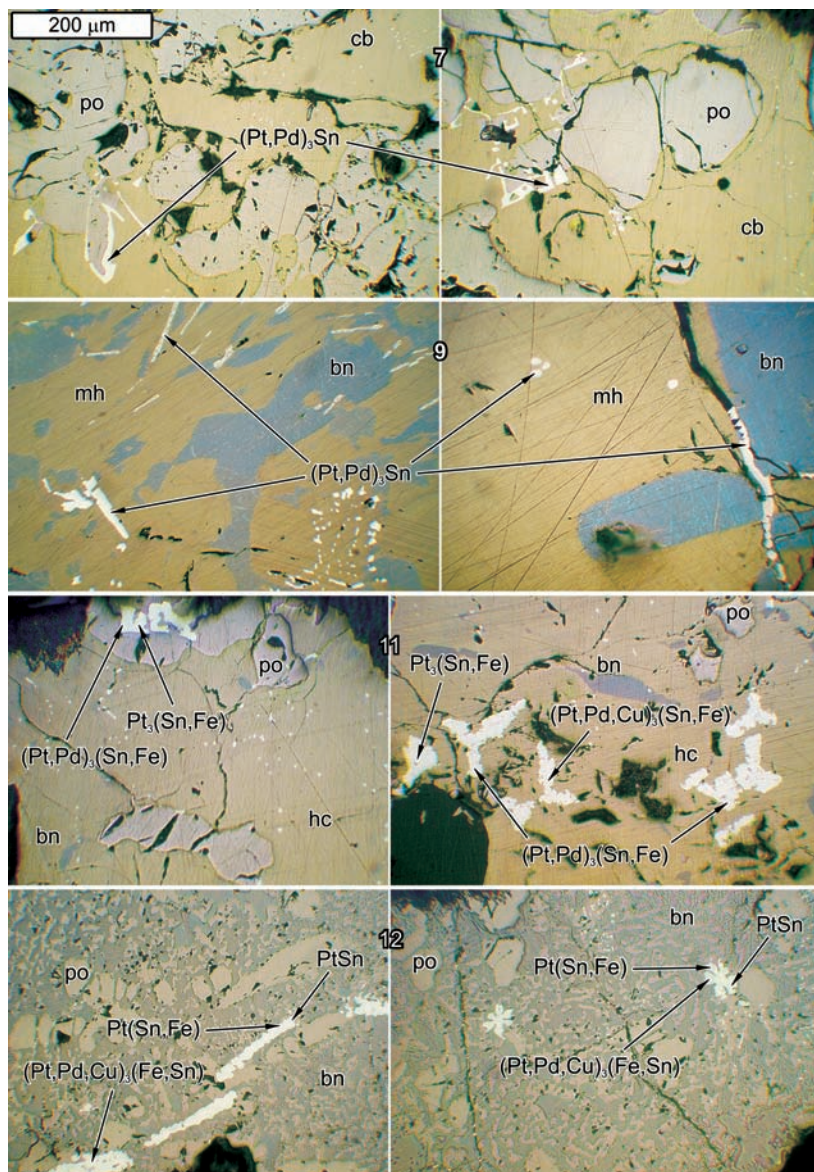 200 μm
cb
po
(Pt,Pd)₃Sn
7
po
cb
9
bn
mh
(Pt,Pd)₃Sn
mh
bn
po
Pt₃(Sn,Fe)
(Pt,Pd)₃(Sn,Fe)
bn
hc
11
po
Pt₃(Sn,Fe)
bn
(Pt,Pd,Cu)₃(Sn,Fe)
hc
(Pt,Pd)₃(Sn,Fe)
12
po
PtSn
Pt(Sn,Fe)
(Pt,Pd,Cu)₃(Fe,Sn)
bn
bn
PtSn
po
Pt(Sn,Fe)
(Pt,Pd,Cu)₃(Fe,Sn)